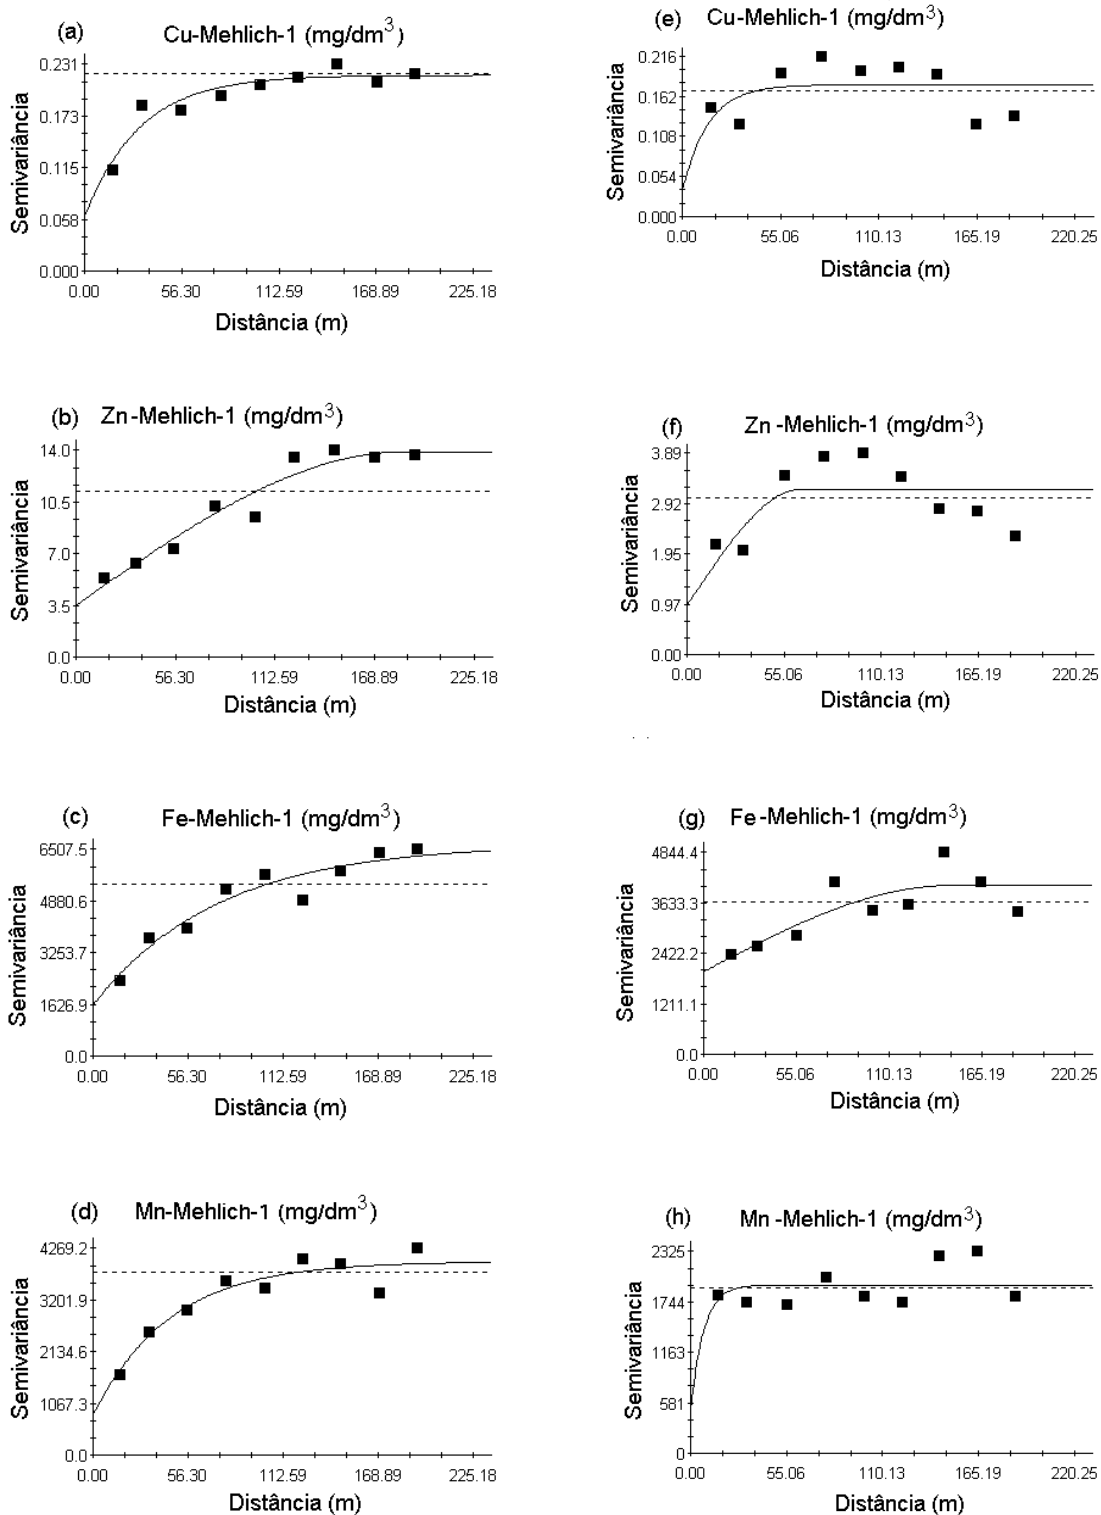 (a) Cu-Mehlich-1 (mg/dm3)
0.231
0.173
0.115
0.058
0.000
Semivariância
0.00 56.30 112.59 168.89 225.18
Distância (m)
(e) Cu-Mehlich-1 (mg/dm3)
0.216
0.162
0.108
0.054
0.000
Semivariância
0.00 55.06 110.13 165.19 220.25
Distância (m)
(b) Zn-Mehlich-1 (mg/dm3)
14.0
10.5
7.0
3.5
0.0
Semivariância
0.00 56.30 112.59 168.89 225.18
Distância (m)
(f) Zn -Mehlich-1 (mg/dm3)
3.89
2.92
1.95
0.97
0.00
Semivariância
0.00 55.06 110.13 165.19 220.25
Distância (m)
(c) Fe-Mehlich-1 (mg/dm3)
6507.5
4880.6
3253.7
1626.9
0.0
Semivariância
0.00 56.30 112.59 168.89 225.18
Distância (m)
(g) Fe-Mehlich-1 (mg/dm3)
4844.4
3633.3
2422.2
1211.1
0.0
Semivariância
0.00 55.06 110.13 165.19 220.25
Distância (m)
(d) Mn-Mehlich-1 (mg/dm3)
4269.2
3201.9
2134.6
1067.3
0.0
Semivariância
0.00 56.30 112.59 168.89 225.18
Distância (m)
(h) Mn -Mehlich-1 (mg/dm3)
2325
1744
1163
581
0
Semivariância
0.00 55.06 110.13 165.19 220.25
Distância (m)